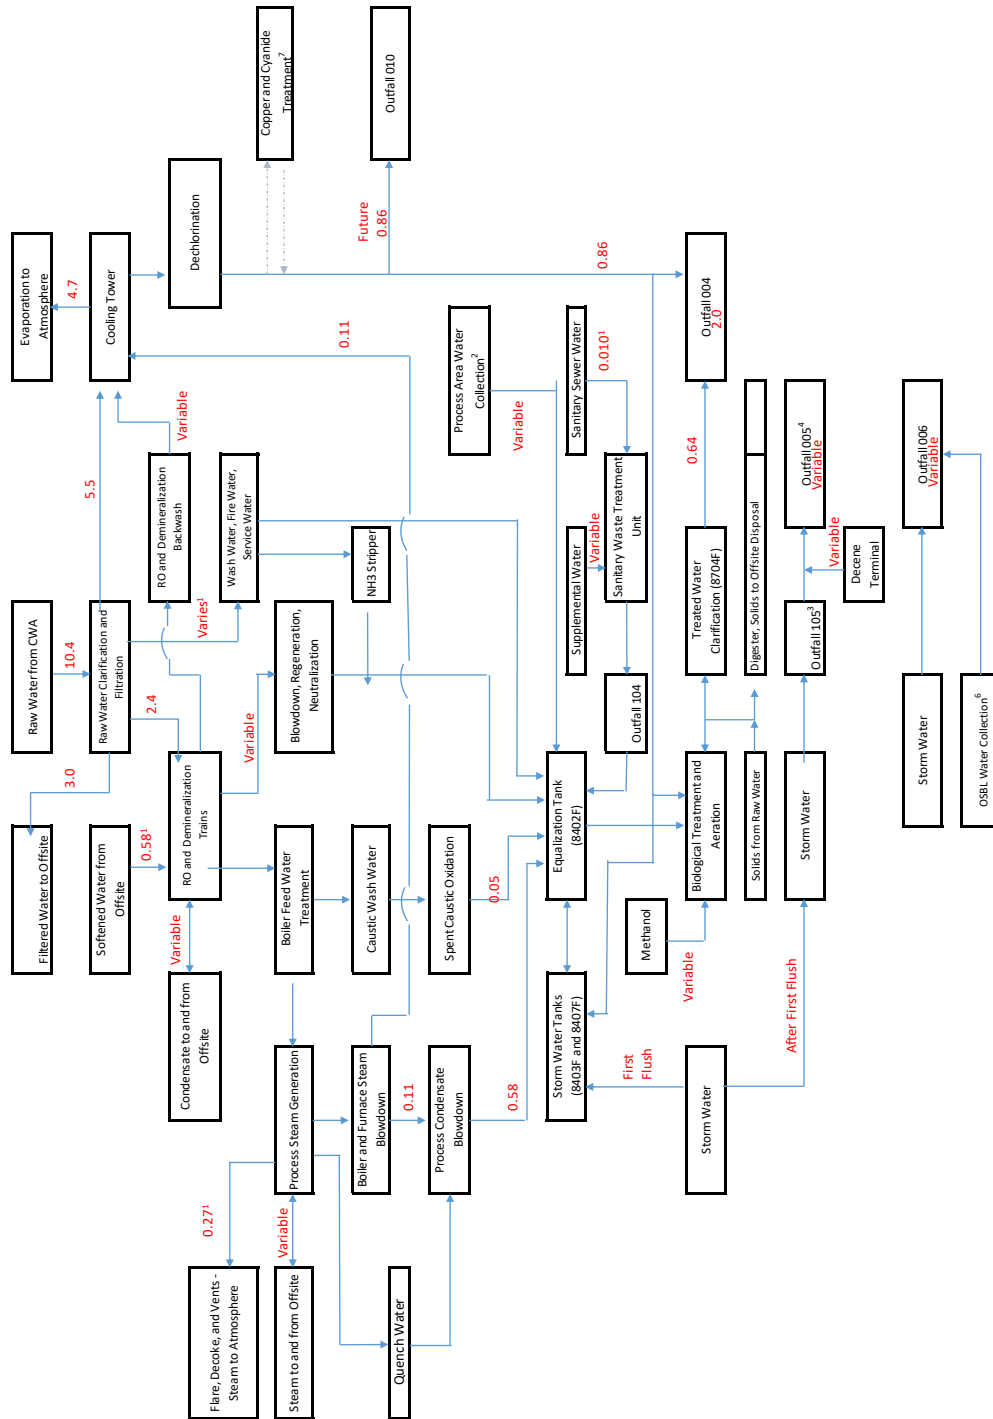 Flare, Decoke, and Vents -
Steam to Atmosphere
Steam to and from Offsite
Quench Water
0.27¹
Variable
Condensate to and from
Offsite
Process Steam Generation
Boiler and Furnace Steam
Blowdown
0.11
Process Condensate
Blowdown
0.58
Storm Water Tanks
(8403F and 8407F)
First
Flush
Storm Water
After First Flush
Filtered Water to Offsite
Softened Water from
Offsite
3.0
0.58¹
Variable
RO and Demineralization
Trains
Boiler Feed Water
Treatment
Caustic Wash Water
Spent Caustic Oxidation
0.05
Equalization Tank
(8402F)
Methanol
Variable
Biological Treatment and
Aeration
Solids from Raw Water
Storm Water
Raw Water from CWA
10.4
Raw Water Clarification and
Filtration
2.4
Varies¹
Variable
Blowdown, Regeneration,
Neutralization
NH3 Stripper
RO and Demineralization
Backwash
Wash Water, Fire Water,
Service Water
5.5
Variable
Supplemental Water
Variable
Sanitary Waste Treatment
Unit
Outfall 104
Treated Water
Clarification (8704F)
Digester, Solids to Offsite Disposal
Outfall 105³
Decene
Terminal
Variable
Storm Water
OSBL Water Collection⁶
Evaporation to
Atmosphere
4.7
Cooling Tower
0.11
Dechlorination
Process Area Water
Collection²
Variable
Sanitary Sewer Water
0.010¹
0.64
Outfall 004
2.0
Outfall 005⁴
Variable
Outfall 006
Variable
Copper and Cyanide
Treatment⁷
Outfall 010
Future
0.86
0.86